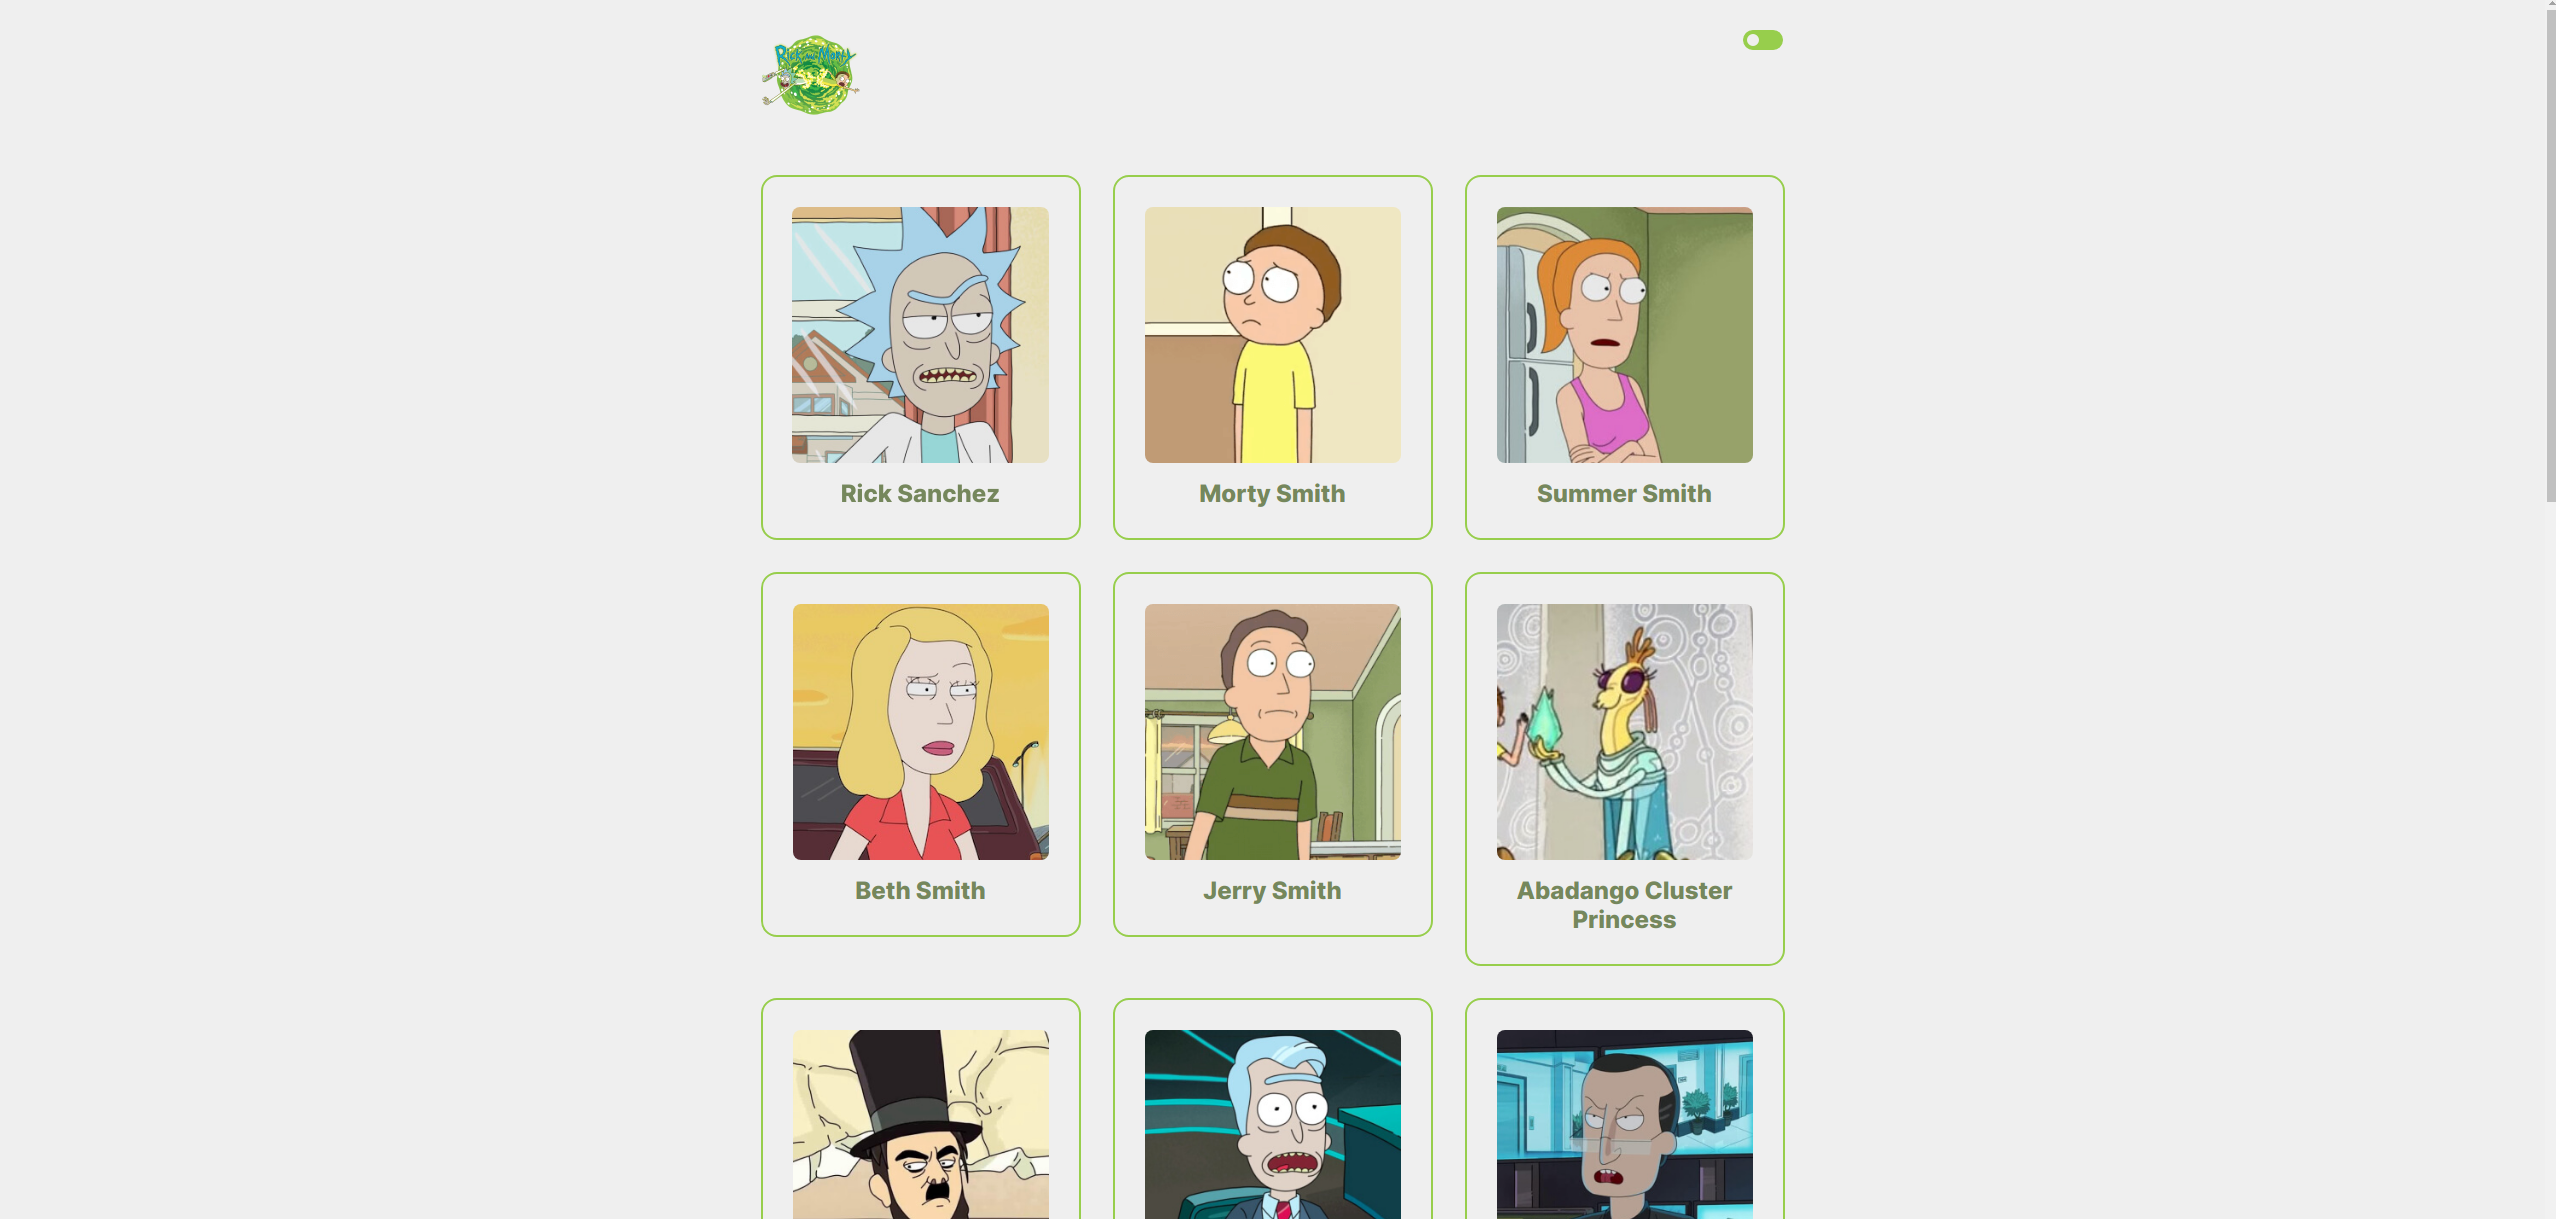 Rick and Morty
Rick Sanchez
Morty Smith
Summer Smith
Beth Smith
Jerry Smith
Abadango Cluster
Princess